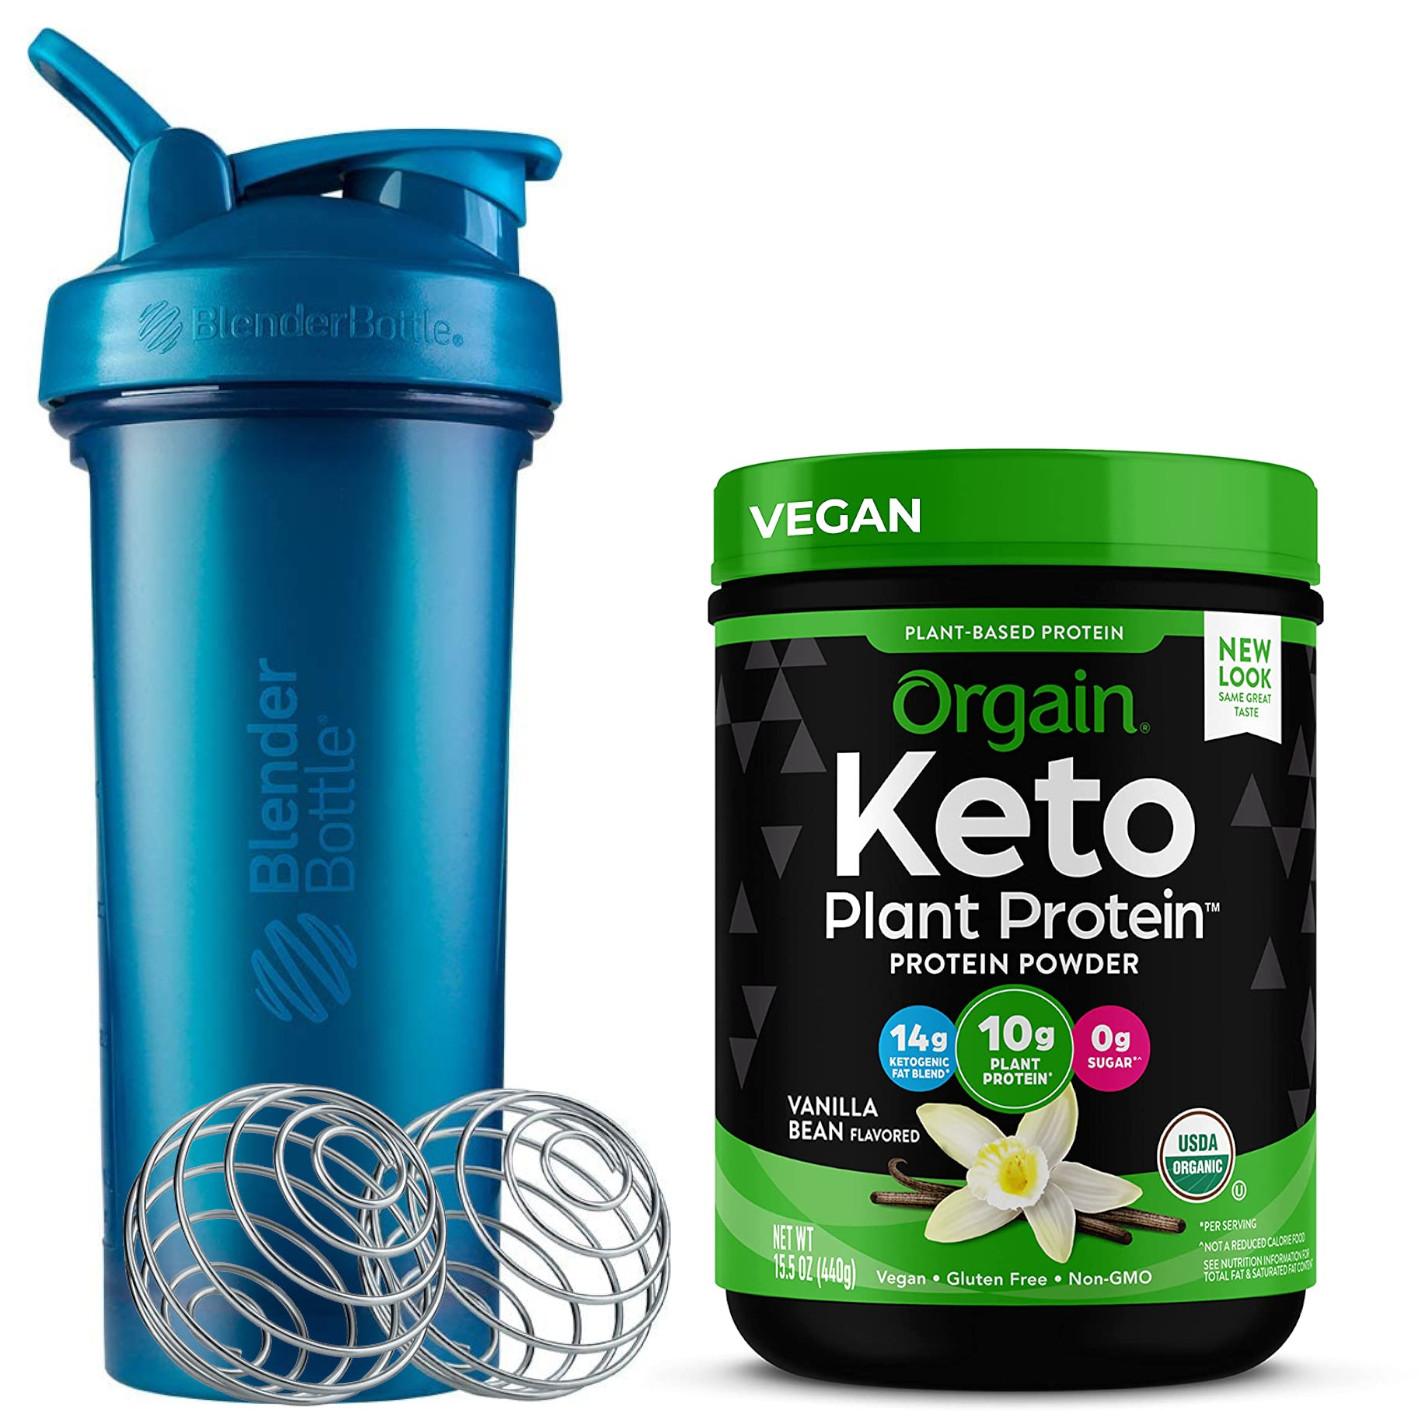 BlenderBottle®
Blender
Bottle®
VEGAN
PLANT-BASED PROTEIN
NEW
LOOK
SAME GREAT
TASTE
Orgain®
Keto
Plant Protein™
PROTEIN POWDER
14g
KETOGENIC
FAT BLEND*
10g
PLANT
PROTEIN*
0g
SUGAR*^
VANILLA
BEAN FLAVORED
USDA
ORGANIC
U
*PER SERVING
^NOT A REDUCED CALORIE FOOD
SEE NUTRITION INFORMATION FOR
TOTAL FAT & SATURATED FAT CONTENT
NET WT
15.5 OZ (440g)
Vegan • Gluten Free • Non-GMO